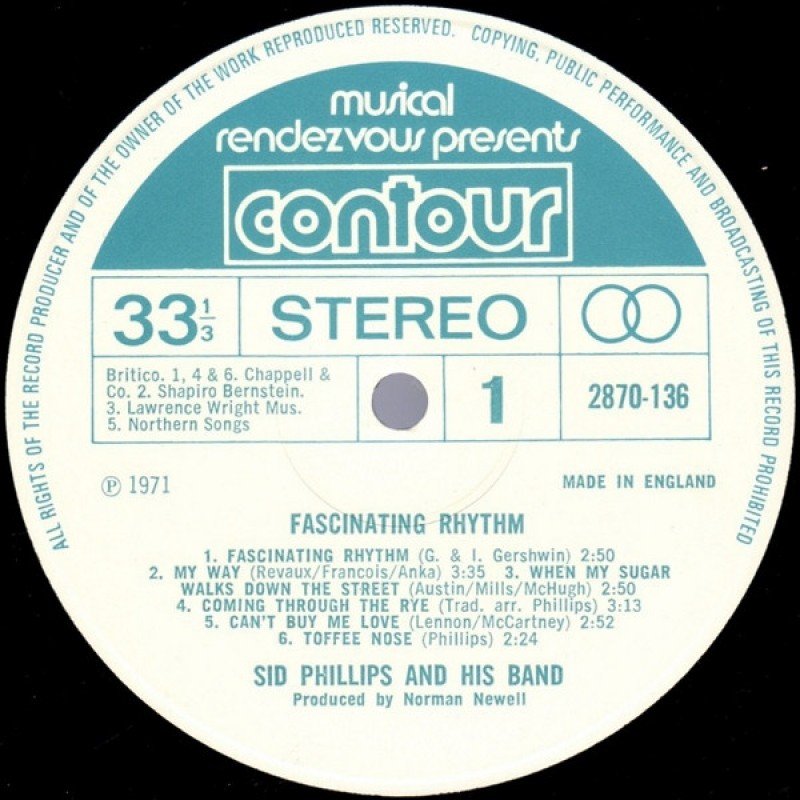 ALL RIGHTS OF THE RECORD PRODUCER AND OF THE OWNER OF THE WORK REPRODUCED RESERVED. COPYING, PUBLIC PERFORMANCE AND BROADCASTING OF THIS RECORD PROHIBITED
musical
rendezvous presents
contour
33 1/3
STEREO
Britico. 1, 4 & 6. Chappell &
Co. 2. Shapiro Bernstein.
3. Lawrence Wright Mus.
5. Northern Songs
1
2870-136
℗ 1971
MADE IN ENGLAND
FASCINATING RHYTHM
1. FASCINATING RHYTHM (G. & I. Gershwin) 2:50
2. MY WAY (Revaux/Francois/Anka) 3:35 3. WHEN MY SUGAR
WALKS DOWN THE STREET (Austin/Mills/McHugh) 2:50
4. COMING THROUGH THE RYE (Trad. arr. Phillips) 3:13
5. CAN'T BUY ME LOVE (Lennon/McCartney) 2:52
6. TOFFEE NOSE (Phillips) 2:24
SID PHILLIPS AND HIS BAND
Produced by Norman Newell